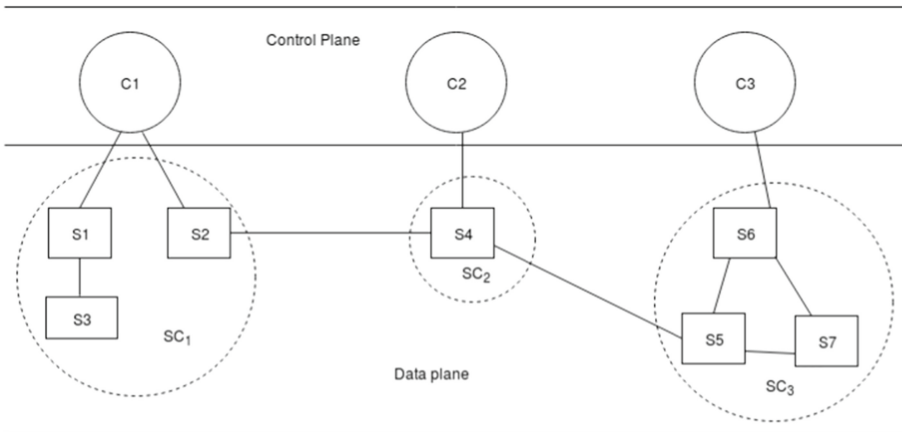 Control Plane
C1
C2
C3
S1
S2
S4
S6
SC₂
S3
SC₁
S5
S7
Data plane
SC₃